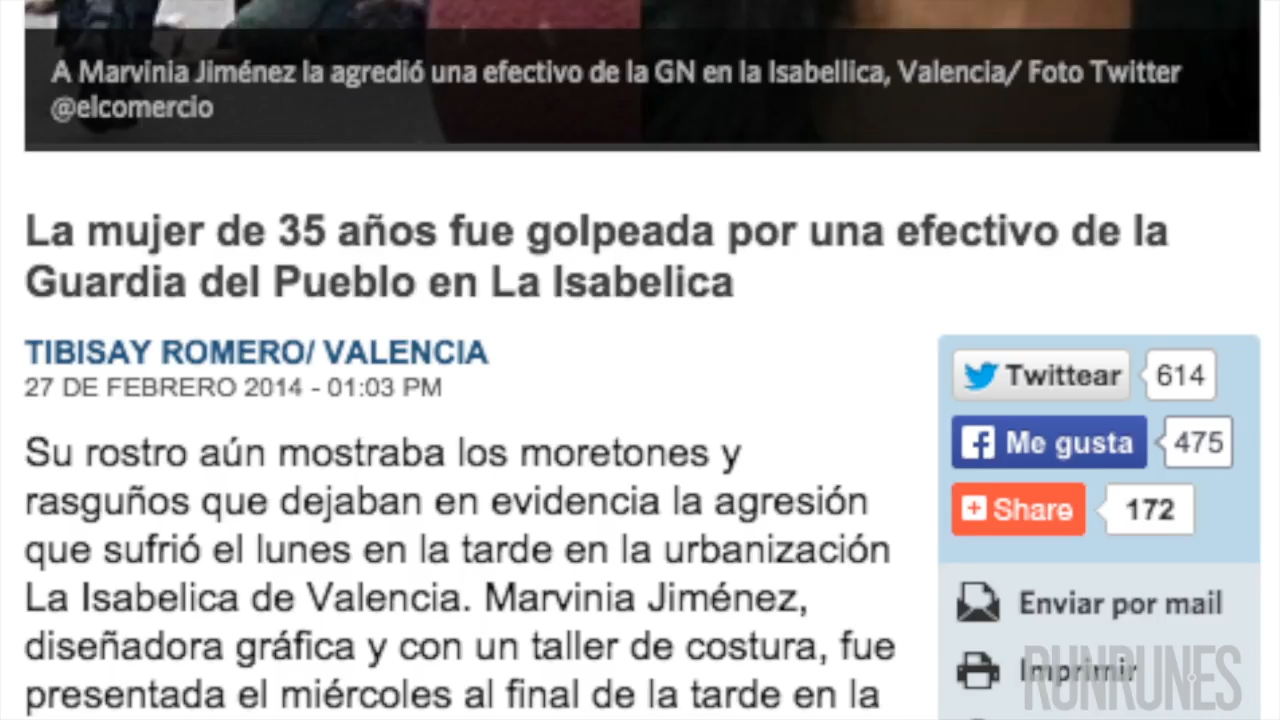 A Marvinia Jiménez la agredió una efectivo de la GN en la Isabellica, Valencia/ Foto Twitter
@elcomercio
La mujer de 35 años fue golpeada por una efectivo de la
Guardia del Pueblo en La Isabelica
TIBISAY ROMERO/ VALENCIA
27 DE FEBRERO 2014 - 01:03 PM
Su rostro aún mostraba los moretones y
rasguños que dejaban en evidencia la agresión
que sufrió el lunes en la tarde en la urbanización
La Isabelica de Valencia. Marvinia Jiménez,
diseñadora gráfica y con un taller de costura, fue
presentada el miércoles al final de la tarde en la
Twittear 614
Me gusta 475
Share 172
Enviar por mail
Imprimir
RUNRUNES